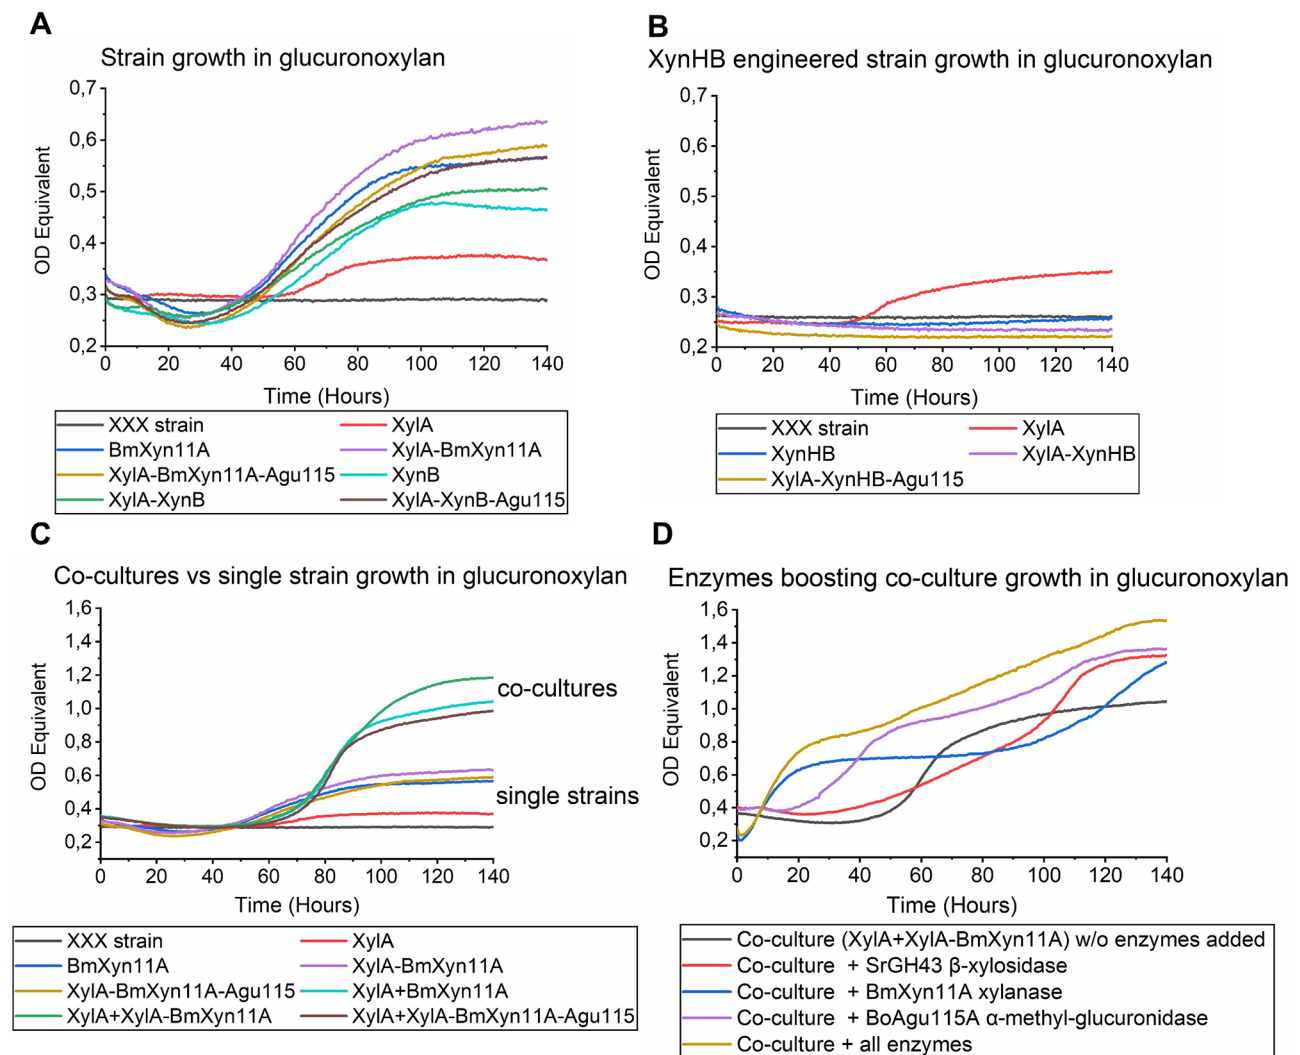 A
Strain growth in glucuronoxylan
0,7
0,6
0,5
0,4
0,3
0,2
OD Equivalent
0 20 40 60 80 100 120 140
Time (Hours)
XXX strain XylA
BmXyn11A XylA-BmXyn11A
XylA-BmXyn11A-Agu115 XynB
XylA-XynB XylA-XynB-Agu115
B
XynHB engineered strain growth in glucuronoxylan
0,7
0,6
0,5
0,4
0,3
0,2
OD Equivalent
0 20 40 60 80 100 120 140
Time (Hours)
XXX strain XylA
XynHB XylA-XynHB
XylA-XynHB-Agu115
C
Co-cultures vs single strain growth in glucuronoxylan
1,6
1,4
1,2
1,0
0,8
0,6
0,4
0,2
OD Equivalent
co-cultures
single strains
0 20 40 60 80 100 120 140
Time (Hours)
XXX strain XylA
BmXyn11A XylA-BmXyn11A
XylA-BmXyn11A-Agu115 XylA+BmXyn11A
XylA+XylA-BmXyn11A XylA+XylA-BmXyn11A-Agu115
D
Enzymes boosting co-culture growth in glucuronoxylan
1,6
1,4
1,2
1,0
0,8
0,6
0,4
0,2
OD Equivalent
0 20 40 60 80 100 120 140
Time (Hours)
Co-culture (XylA+XylA-BmXyn11A) w/o enzymes added
Co-culture + SrGH43 β-xylosidase
Co-culture + BmXyn11A xylanase
Co-culture + BoAgu115A α-methyl-glucuronidase
Co-culture + all enzymes